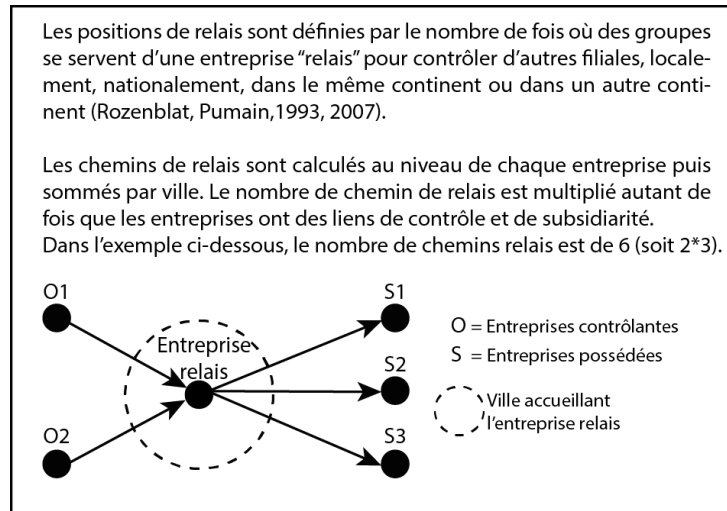 Les positions de relais sont définies par le nombre de fois où des groupes
se servent d'une entreprise “relais” pour contrôler d'autres filiales, locale-
ment, nationalement, dans le même continent ou dans un autre conti-
nent (Rozenblat, Pumain,1993, 2007).
Les chemins de relais sont calculés au niveau de chaque entreprise puis
sommés par ville. Le nombre de chemin de relais est multiplié autant de
fois que les entreprises ont des liens de contrôle et de subsidiarité.
Dans l'exemple ci-dessous, le nombre de chemins relais est de 6 (soit 2*3).
O1
O2
Entreprise
relais
S1
S2
S3
O = Entreprises contrôlantes
S = Entreprises possédées
Ville accueillant
l'entreprise relais